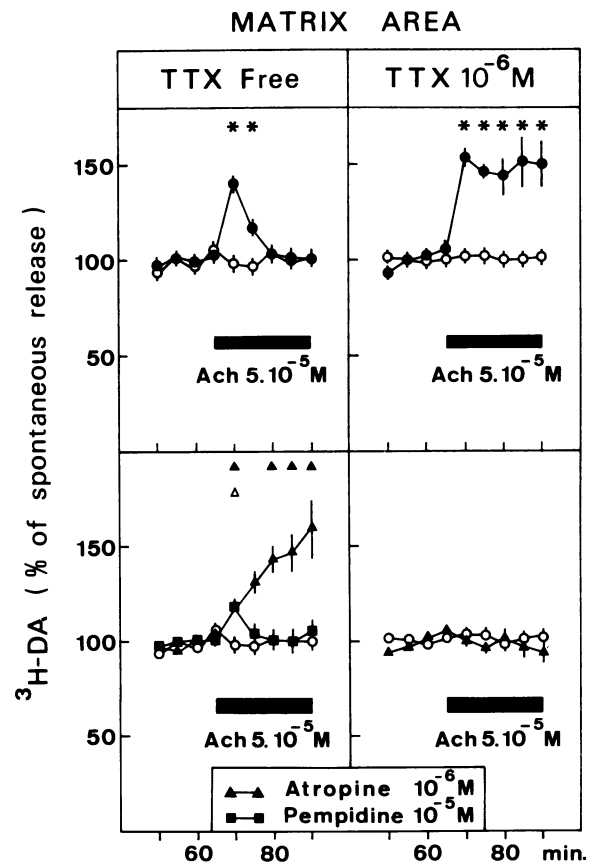 MATRIX AREA
TTX Free
TTX 10⁻⁶M
³H-DA (% of spontaneous release)
* *
* * * * *
150
100
50
Ach 5.10⁻⁵M
Ach 5.10⁻⁵M
▲ ▲ ▲ ▲
△
150
100
50
Ach 5.10⁻⁵M
Ach 5.10⁻⁵M
▲-▲ Atropine 10⁻⁶M
■-■ Pempidine 10⁻⁵M
60 80
60 80 min.